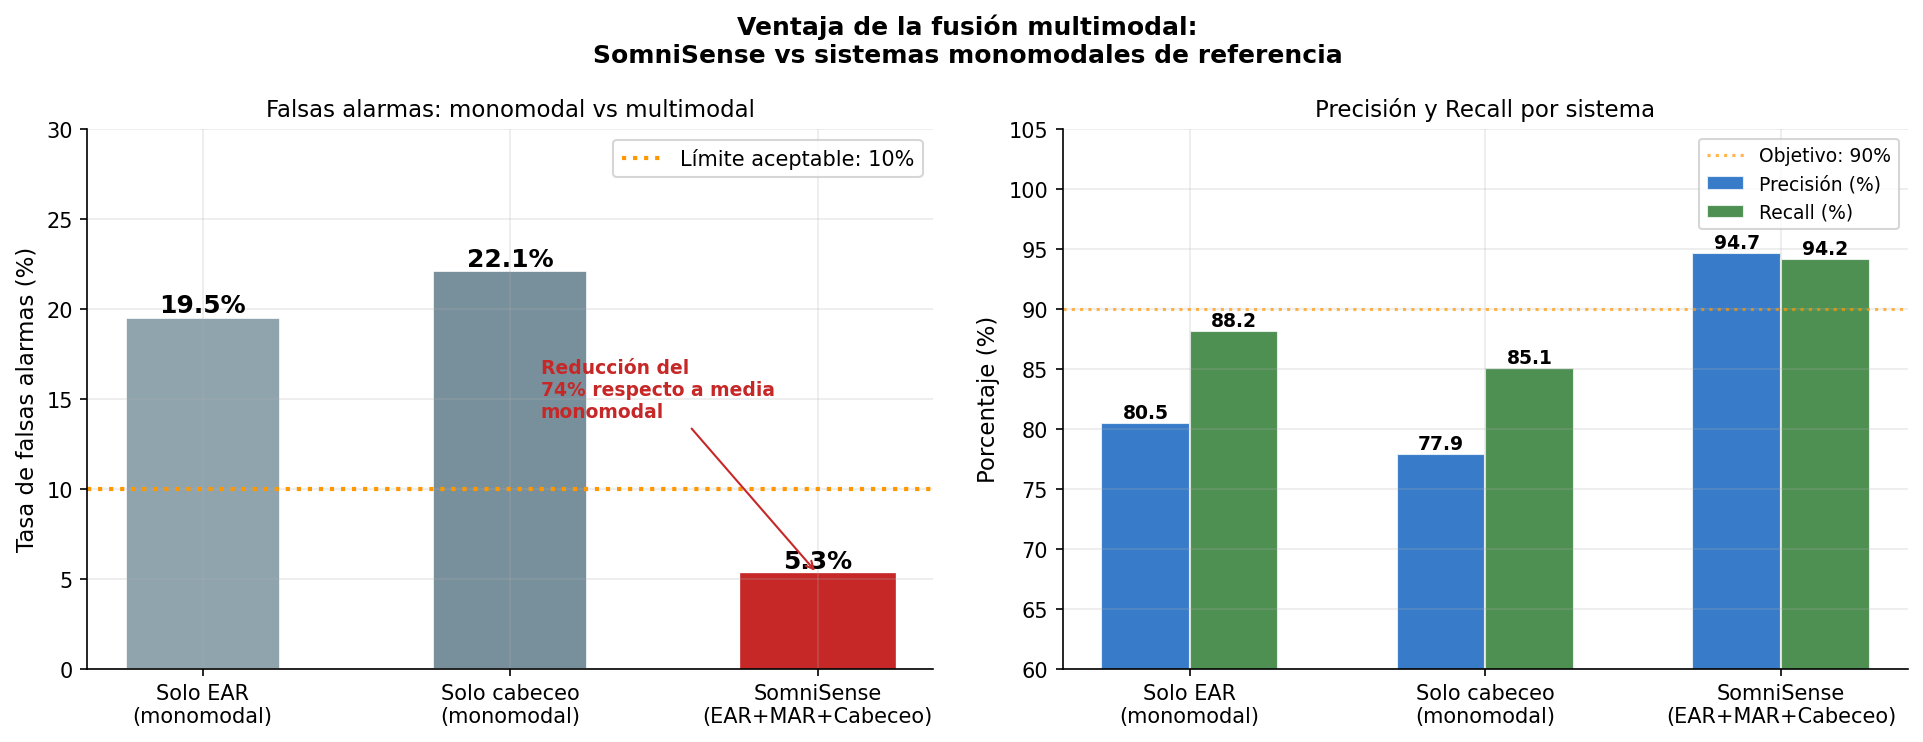 Ventaja de la fusión multimodal:
SomniSense vs sistemas monomodales de referencia
Falsas alarmas: monomodal vs multimodal
Tasa de falsas alarmas (%)
30
25
20
15
10
5
0
Límite aceptable: 10%
19.5%
22.1%
5.3%
Reducción del
74% respecto a media
monomodal
Solo EAR
(monomodal)
Solo cabeceo
(monomodal)
SomniSense
(EAR+MAR+Cabeceo)
Precisión y Recall por sistema
Porcentaje (%)
105
100
95
90
85
80
75
70
65
60
Objetivo: 90%
Precisión (%)
Recall (%)
80.5
88.2
77.9
85.1
94.7
94.2
Solo EAR
(monomodal)
Solo cabeceo
(monomodal)
SomniSense
(EAR+MAR+Cabeceo)